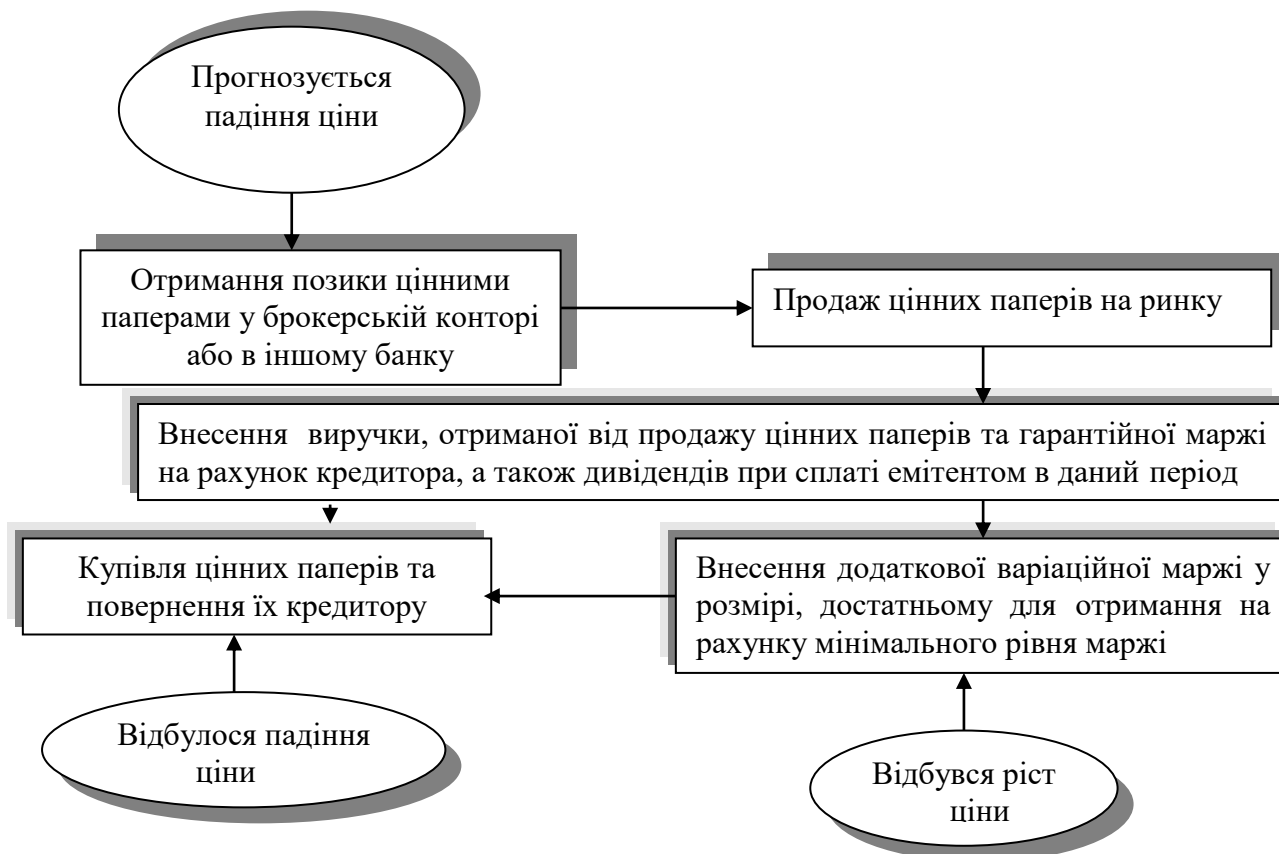 Прогнозується
падіння ціни
Отримання позики цінними
паперами у брокерській конторі
або в іншому банку
Продаж цінних паперів на ринку
Внесення виручки, отриманої від продажу цінних паперів та гарантійної маржі
на рахунок кредитора, а також дивідендів при сплаті емітентом в даний період
Купівля цінних паперів та
повернення їх кредитору
Внесення додаткової варіаційної маржі у
розмірі, достатньому для отримання на
рахунку мінімального рівня маржі
Відбулося падіння
ціни
Відбувся ріст
ціни